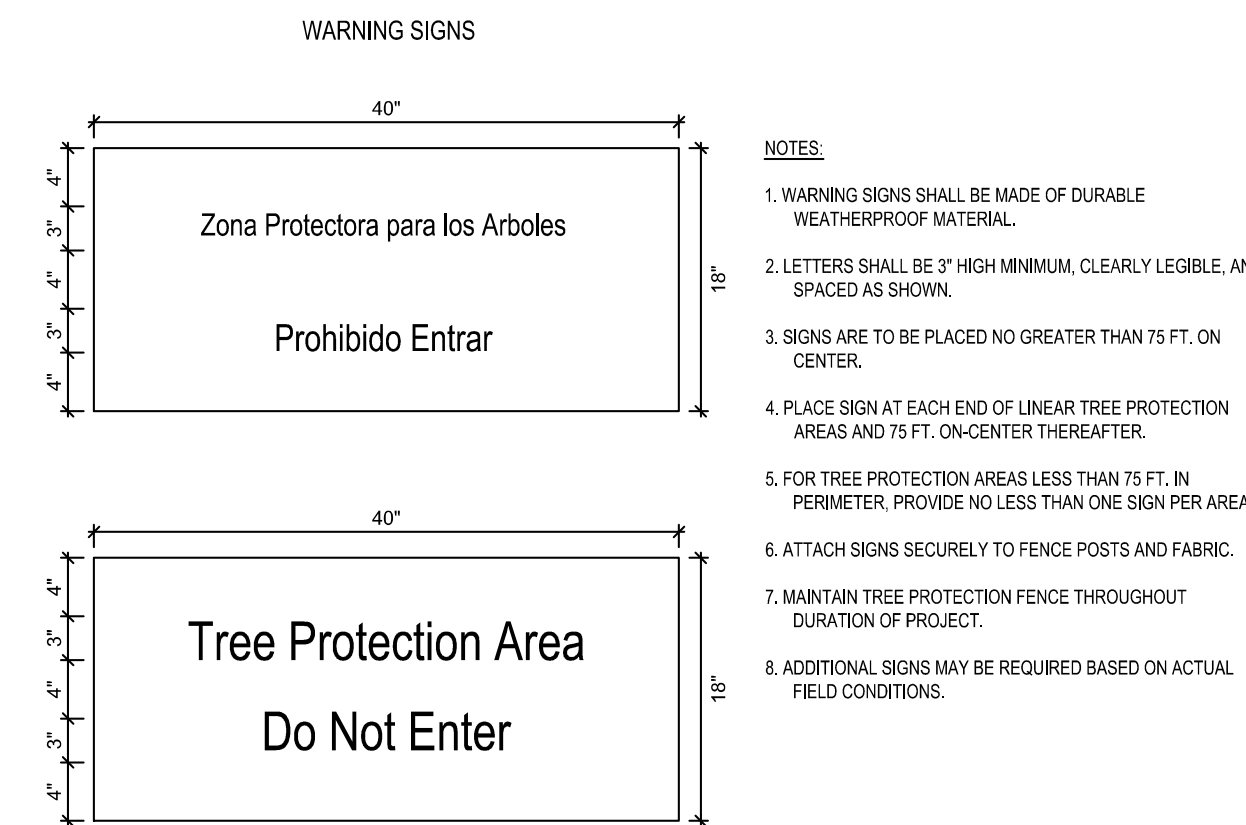 WARNING SIGNS
40"
4"
3"
4"
3"
4"
Zona Protectora para los Arboles
Prohibido Entrar
18"
40"
4"
3"
4"
3"
4"
Tree Protection Area
Do Not Enter
18"
NOTES:
1. WARNING SIGNS SHALL BE MADE OF DURABLE
WEATHERPROOF MATERIAL.
2. LETTERS SHALL BE 3" HIGH MINIMUM, CLEARLY LEGIBLE,
SPACED AS SHOWN.
3. SIGNS ARE TO BE PLACED NO GREATER THAN 75 FT. ON
CENTER.
4. PLACE SIGN AT EACH END OF LINEAR TREE PROTECTION
AREAS AND 75 FT. ON-CENTER THEREAFTER.
5. FOR TREE PROTECTION AREAS LESS THAN 75 FT. IN
PERIMETER, PROVIDE NO LESS THAN ONE SIGN PER AREA
6. ATTACH SIGNS SECURELY TO FENCE POSTS AND FABRIC.
7. MAINTAIN TREE PROTECTION FENCE THROUGHOUT
DURATION OF PROJECT.
8. ADDITIONAL SIGNS MAY BE REQUIRED BASED ON ACTUAL
FIELD CONDITIONS.